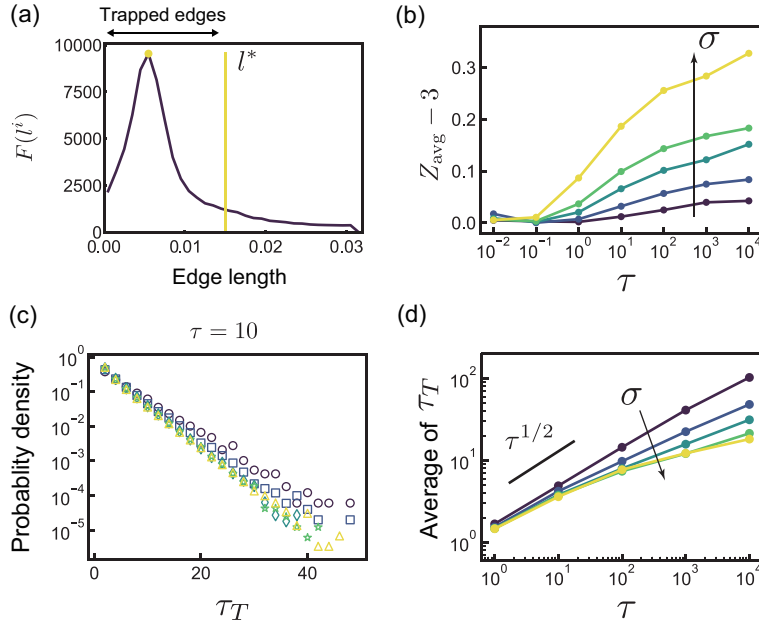 (a)
Trapped edges
l*
F(l^i)
10000
7500
5000
2500
0
0.00 0.01 0.02 0.03
Edge length
(b)
σ
Z_avg − 3
0.3
0.2
0.1
0.0
10^-2 10^-1 10^0 10^1 10^2 10^3 10^4
τ
(c)
τ = 10
Probablity density
10^0
10^-1
10^-2
10^-3
10^-4
10^-5
0 20 40
τ_T
(d)
σ
τ^1/2
Average of τ_T
10^2
10^1
10^0
10^0 10^1 10^2 10^3 10^4
τ